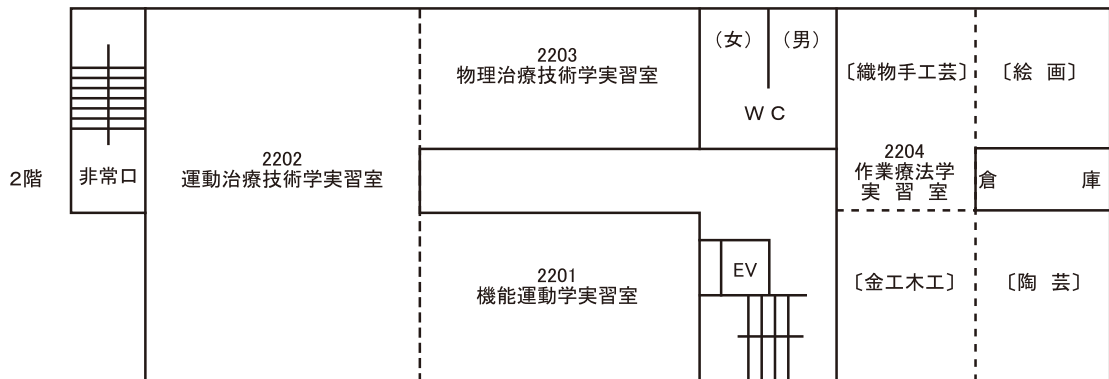 2階
非常口
2202
運動治療技術学実習室
2203
物理治療技術学実習室
2201
機能運動学実習室
（女）
（男）
ＷＣ
EV
〔織物手工芸〕
〔絵 画〕
2204
作業療法学
実 習 室
倉 庫
〔金工木工〕
〔陶 芸〕